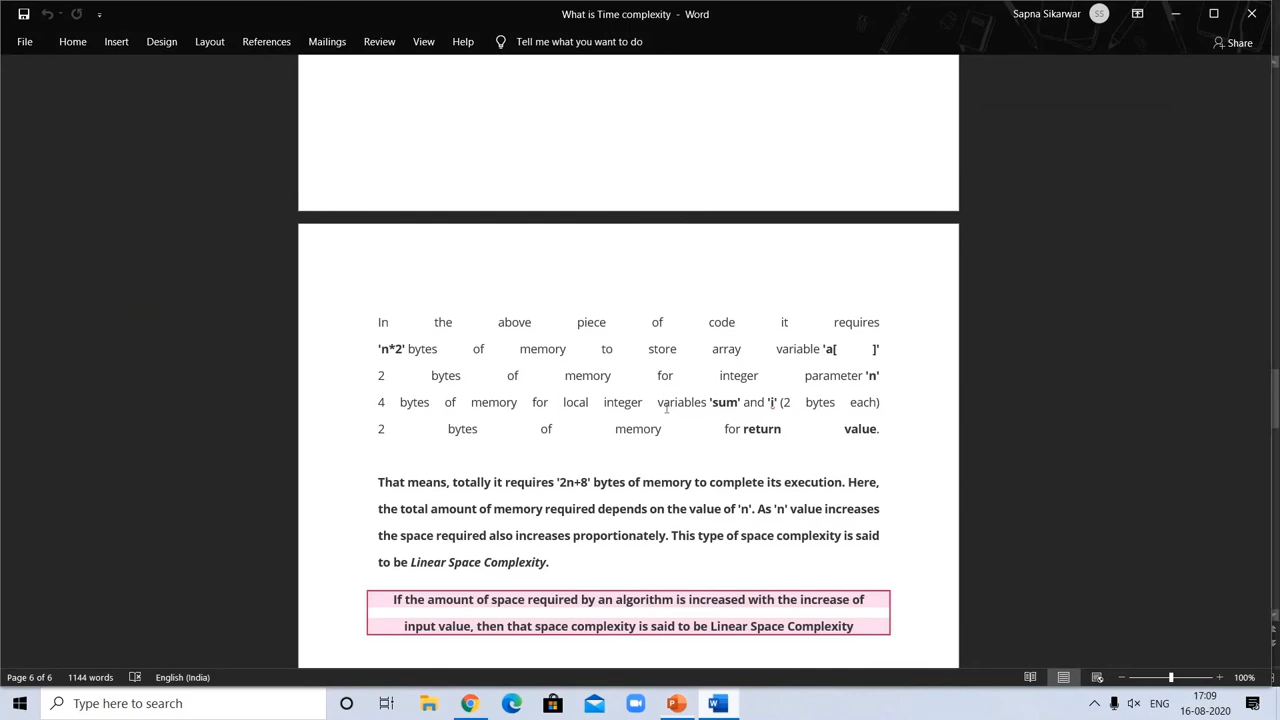 What is Time complexity - Word
Sapna Sikarwar SS
File Home Insert Design Layout References Mailings Review View Help Tell me what you want to do Share
In the above piece of code it requires
'n*2' bytes of memory to store array variable 'a[ ]'
2 bytes of memory for integer parameter 'n'
4 bytes of memory for local integer variables 'sum' and 'i' (2 bytes each)
2 bytes of memory for return value.
That means, totally it requires '2n+8' bytes of memory to complete its execution. Here,
the total amount of memory required depends on the value of 'n'. As 'n' value increases
the space required also increases proportionately. This type of space complexity is said
to be Linear Space Complexity.
If the amount of space required by an algorithm is increased with the increase of
input value, then that space complexity is said to be Linear Space Complexity
Page 6 of 6 1144 words English (India) 100%
Type here to search
ENG
17:09
16-08-2020